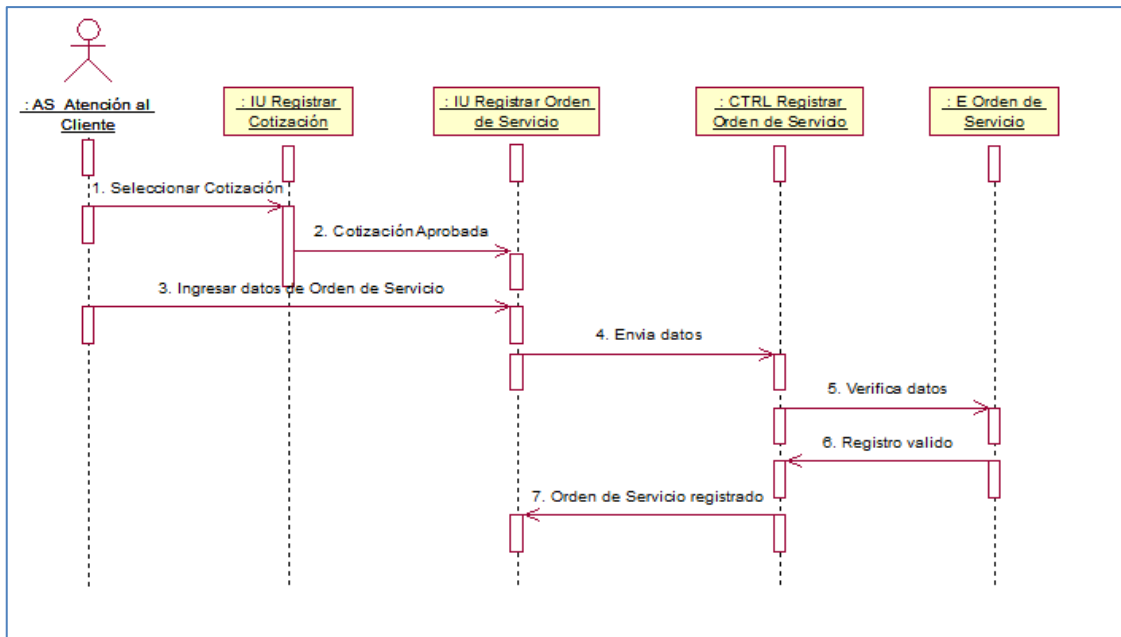 : AS_Atención al
Cliente
: IU Registrar
Cotización
: IU Registrar Orden
de Servicio
: CTRL Registrar
Orden de Servicio
: E Orden de
Servicio
1. Seleccionar Cotización
2. Cotización Aprobada
3. Ingresar datos de Orden de Servicio
4. Envia datos
5. Verifica datos
6. Registro valido
7. Orden de Servicio registrado